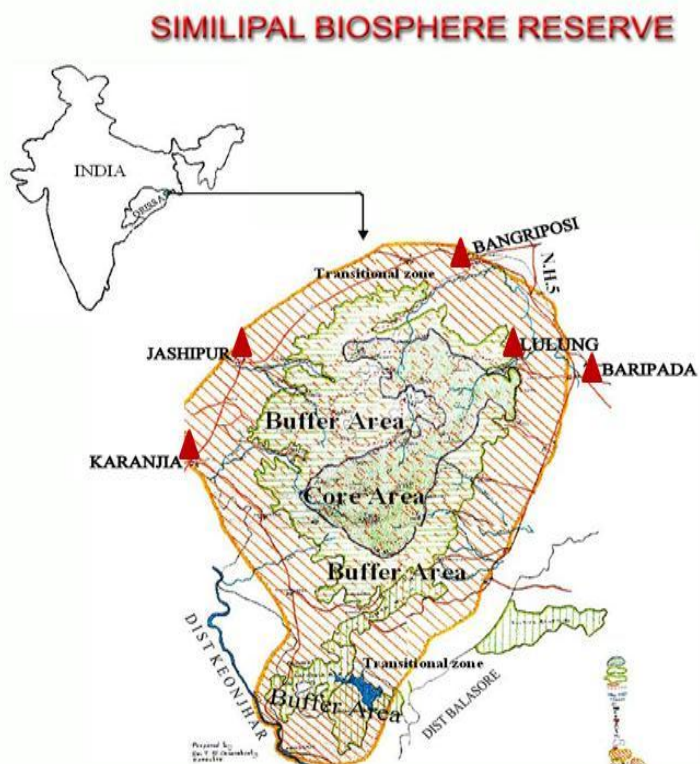 SIMILIPAL BIOSPHERE RESERVE
INDIA
ORISSA
BANGRIPOSI
Transitional zone
N.H.5
JASHIPUR
LULUNG
BARIPADA
Buffer Area
KARANJIA
Core Area
Buffer Area
DIST KEONJHAR
Transitional zone
Buffer Area
DIST BALASORE
Prepared by